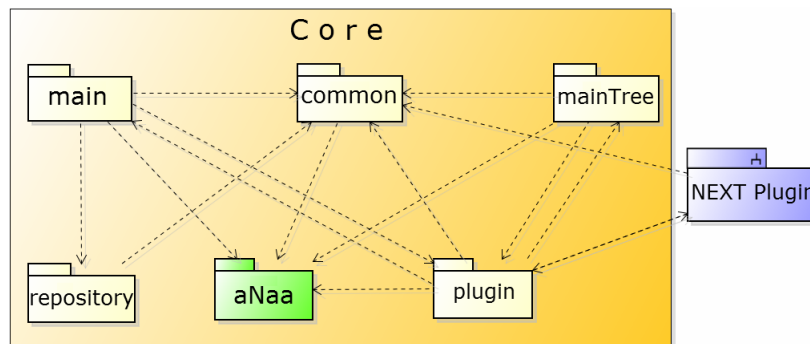 C o r e
main
common
mainTree
NEXT Plugin
repository
aNaa
plugin